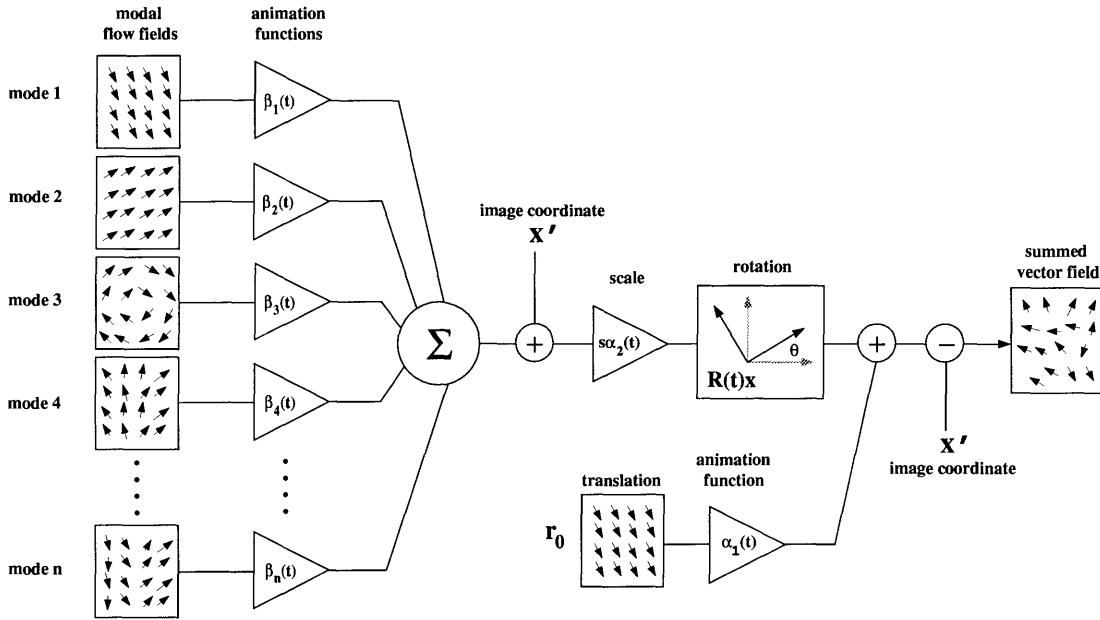 modal
flow fields
animation
functions
mode 1
β₁(t)
mode 2
β₂(t)
mode 3
β₃(t)
mode 4
β₄(t)
mode n
βₙ(t)
Σ
image coordinate
X′
+
scale
sα₂(t)
rotation
θ
R(t)x
+
−
summed
vector field
X′
image coordinate
translation
r₀
animation
function
α₁(t)